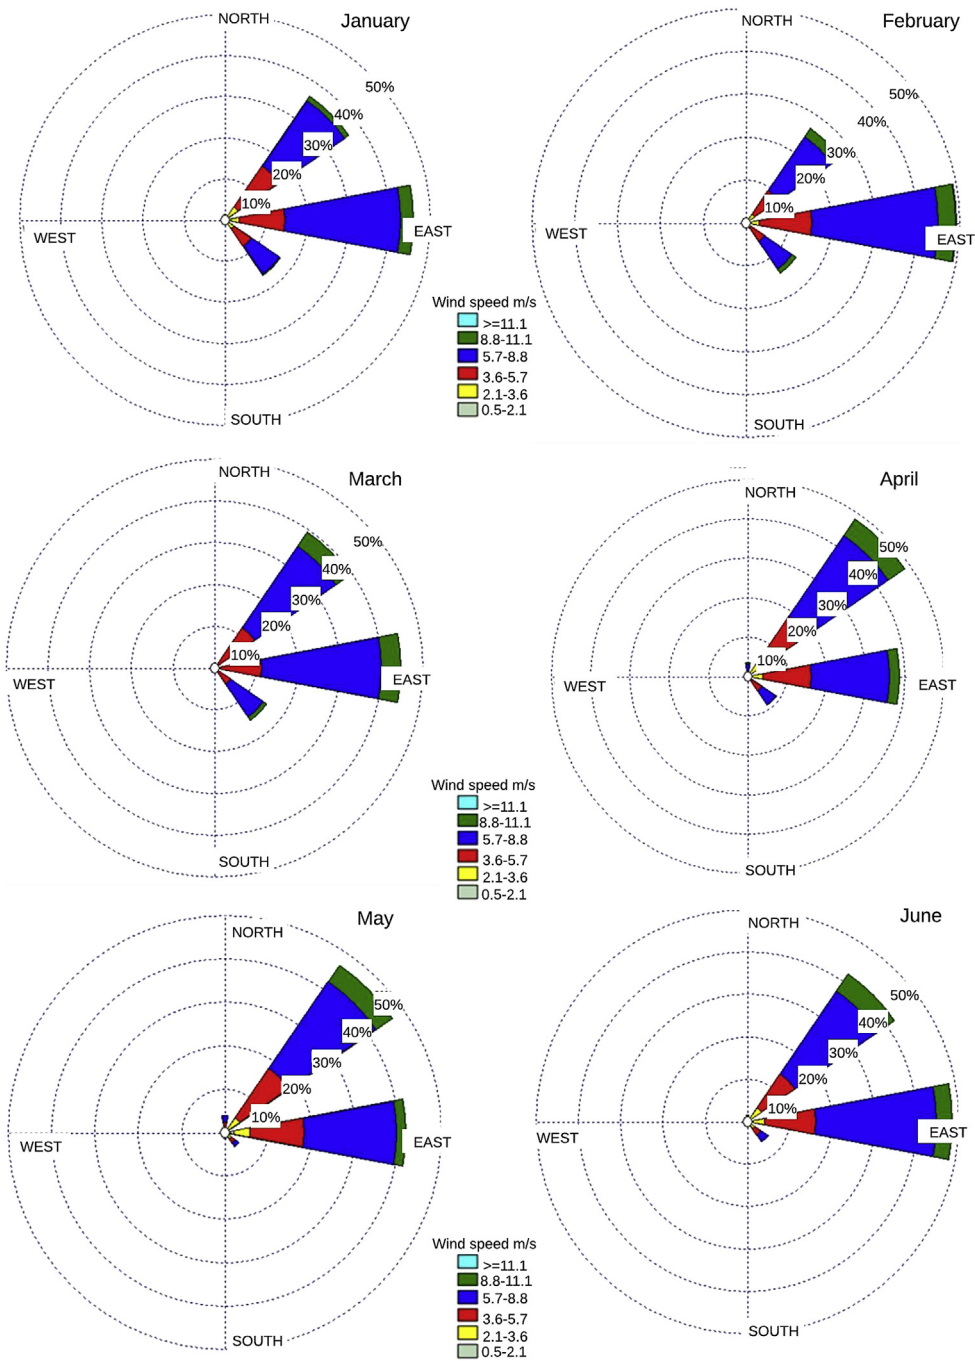 January
NORTH
50%
40%
30%
20%
10%
WEST
EAST
SOUTH
February
NORTH
50%
40%
30%
20%
10%
WEST
EAST
SOUTH
Wind speed m/s
>=11.1
8.8-11.1
5.7-8.8
3.6-5.7
2.1-3.6
0.5-2.1
March
NORTH
50%
40%
30%
20%
10%
WEST
EAST
SOUTH
April
NORTH
50%
40%
30%
20%
10%
WEST
EAST
SOUTH
Wind speed m/s
>=11.1
8.8-11.1
5.7-8.8
3.6-5.7
2.1-3.6
0.5-2.1
May
NORTH
50%
40%
30%
20%
10%
WEST
EAST
SOUTH
June
NORTH
50%
40%
30%
20%
10%
WEST
EAST
SOUTH
Wind speed m/s
>=11.1
8.8-11.1
5.7-8.8
3.6-5.7
2.1-3.6
0.5-2.1